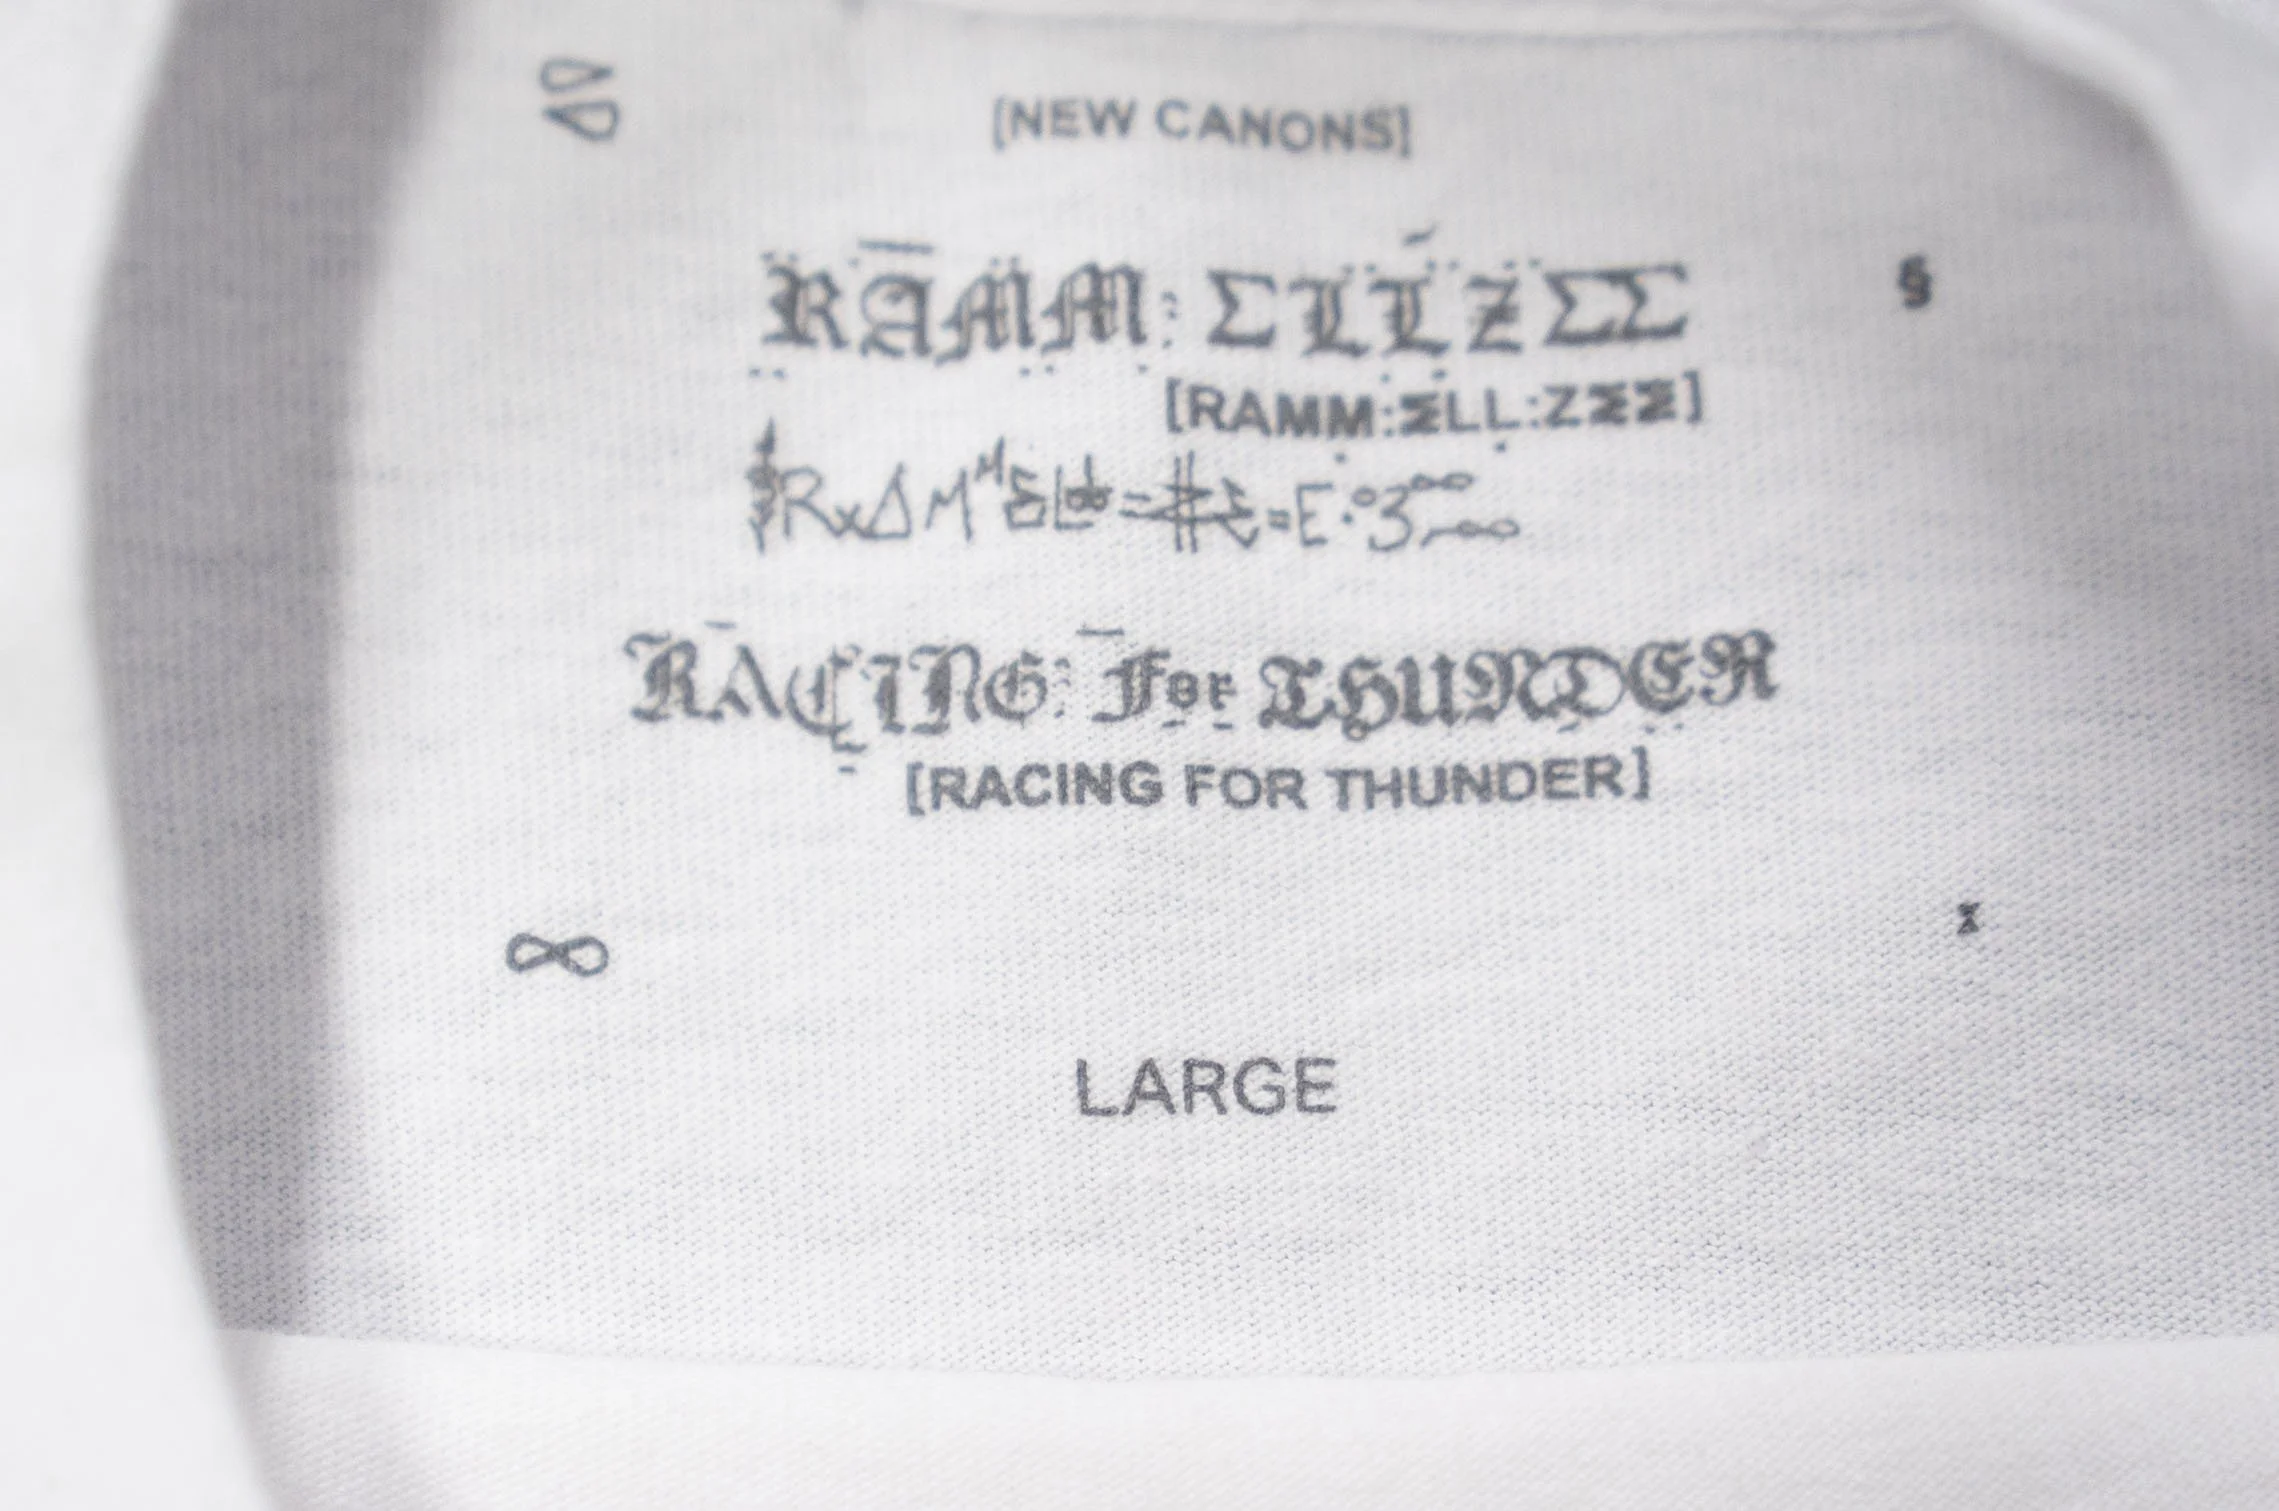 [NEW CANONS]
RAMM:ΣLLZΣΣ
§
[RAMM:ΣLL:ZΣΣ]
RACING: For THUNDER
[RACING FOR THUNDER]
∞
LARGE